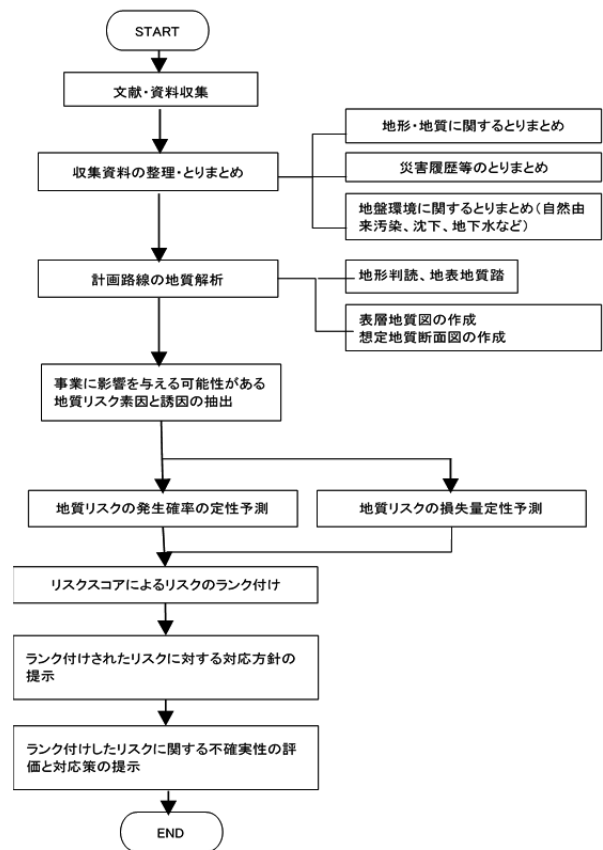 START
文献・資料収集
収集資料の整理・とりまとめ
地形・地質に関するとりまとめ
災害履歴等のとりまとめ
地盤環境に関するとりまとめ(自然由
来汚染、沈下、地下水など)
計画路線の地質解析
地形判読、地表地質踏
表層地質図の作成
想定地質断面図の作成
事業に影響を与える可能性がある
地質リスク素因と誘因の抽出
地質リスクの発生確率の定性予測
地質リスクの損失量定性予測
リスクスコアによるリスクのランク付け
ランク付けされたリスクに対する対応方針の
提示
ランク付けしたリスクに関する不確実性の評
価と対応策の提示
END